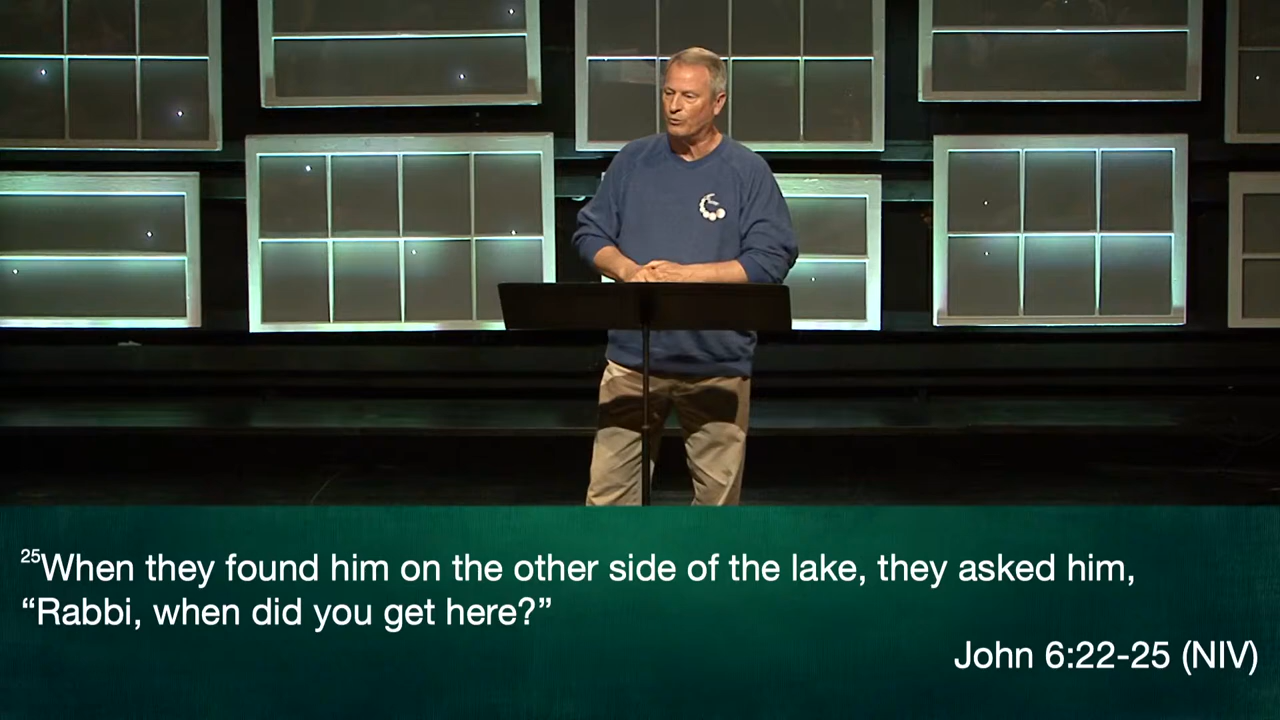 ²⁵When they found him on the other side of the lake, they asked him,
“Rabbi, when did you get here?”
John 6:22-25 (NIV)